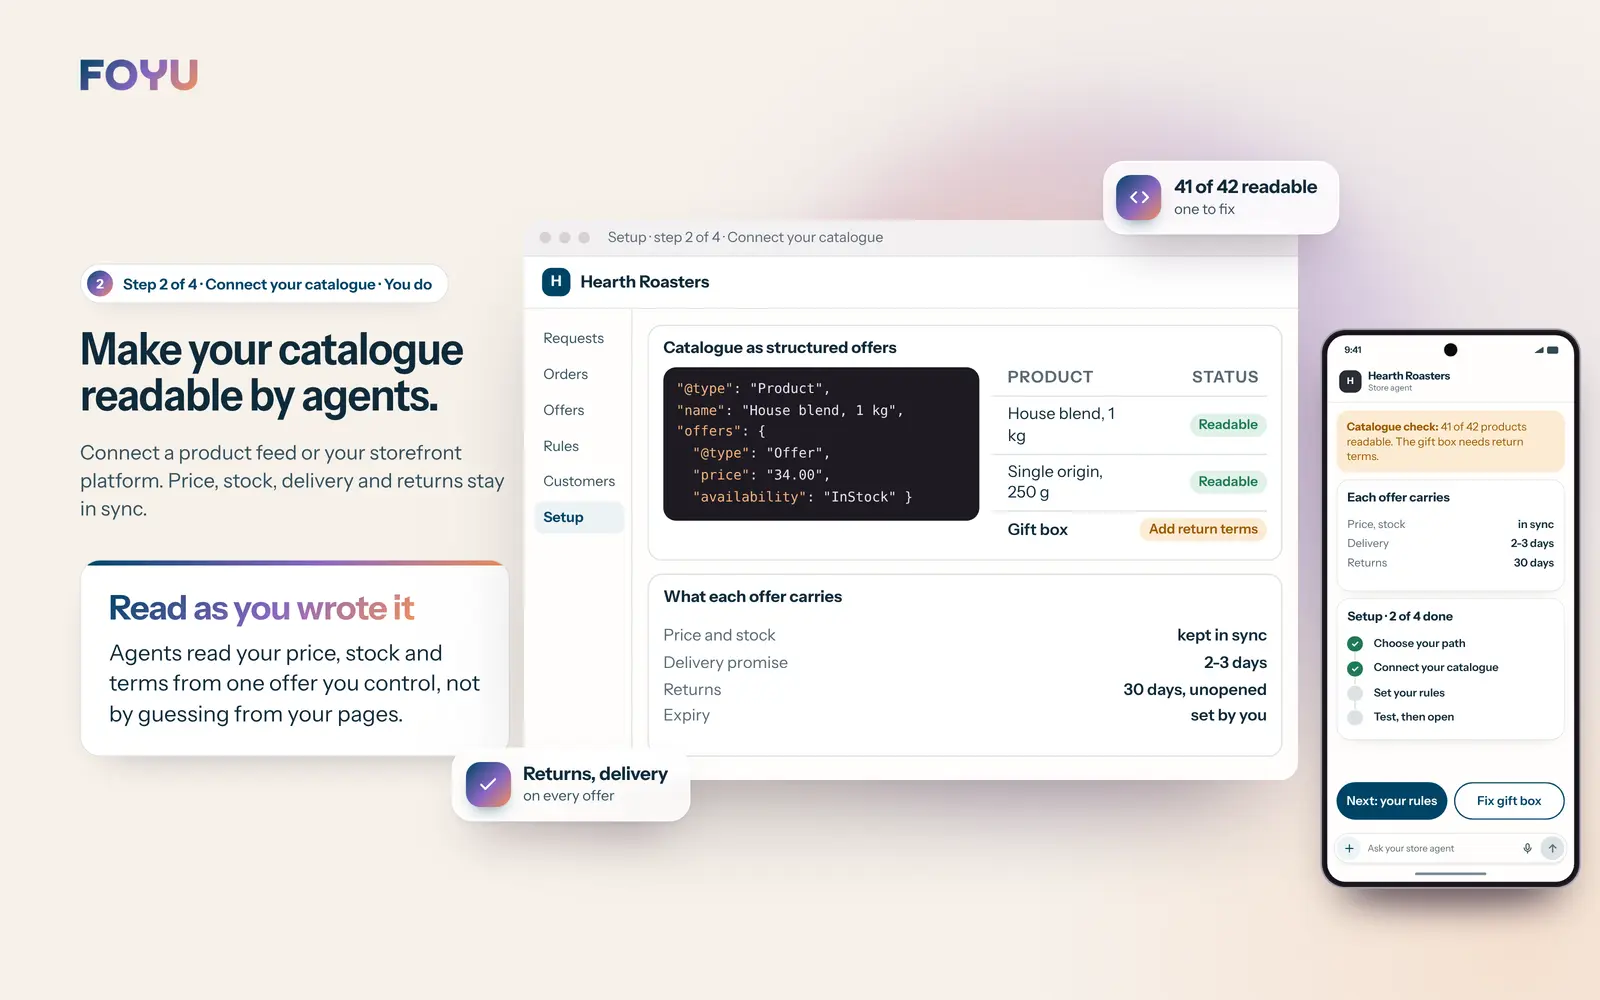 FOYU
2 Step 2 of 4 · Connect your catalogue · You do
Make your catalogue
readable by agents.
Connect a product feed or your storefront
platform. Price, stock, delivery and returns stay
in sync.
Read as you wrote it
Agents read your price, stock and
terms from one offer you control, not
by guessing from your pages.
Setup · step 2 of 4 · Connect your catalogue
H Hearth Roasters
Requests
Orders
Offers
Rules
Customers
Setup
Catalogue as structured offers
"@type": "Product",
"name": "House blend, 1 kg",
"offers": {
"@type": "Offer",
"price": "34.00",
"availability": "InStock" }
PRODUCT STATUS
House blend, 1
kg
Readable
Single origin,
250 g
Readable
Gift box Add return terms
What each offer carries
Price and stock kept in sync
Delivery promise 2-3 days
Returns 30 days, unopened
Expiry set by you
41 of 42 readable
one to fix
Returns, delivery
on every offer
9:41
H Hearth Roasters
Store agent
Catalogue check: 41 of 42 products
readable. The gift box needs return
terms.
Each offer carries
Price, stock in sync
Delivery 2-3 days
Returns 30 days
Setup · 2 of 4 done
Choose your path
Connect your catalogue
Set your rules
Test, then open
Next: your rules
Fix gift box
Ask your store agent